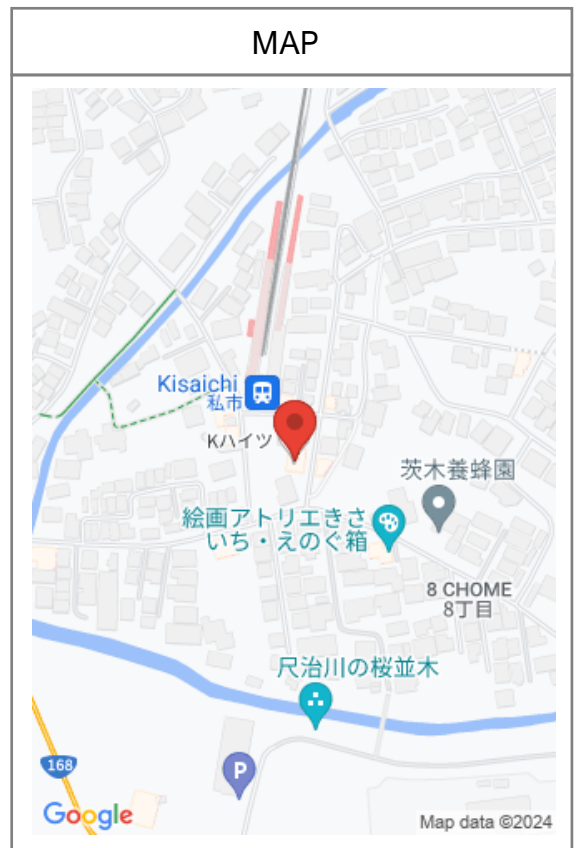 MAP
Kisaichi
私市
Kハイツ
茨木養蜂園
絵画アトリエきさ
いち・えのぐ箱
8 CHOME
8丁目
尺治川の桜並木
168
P
Google
Map data ©2024